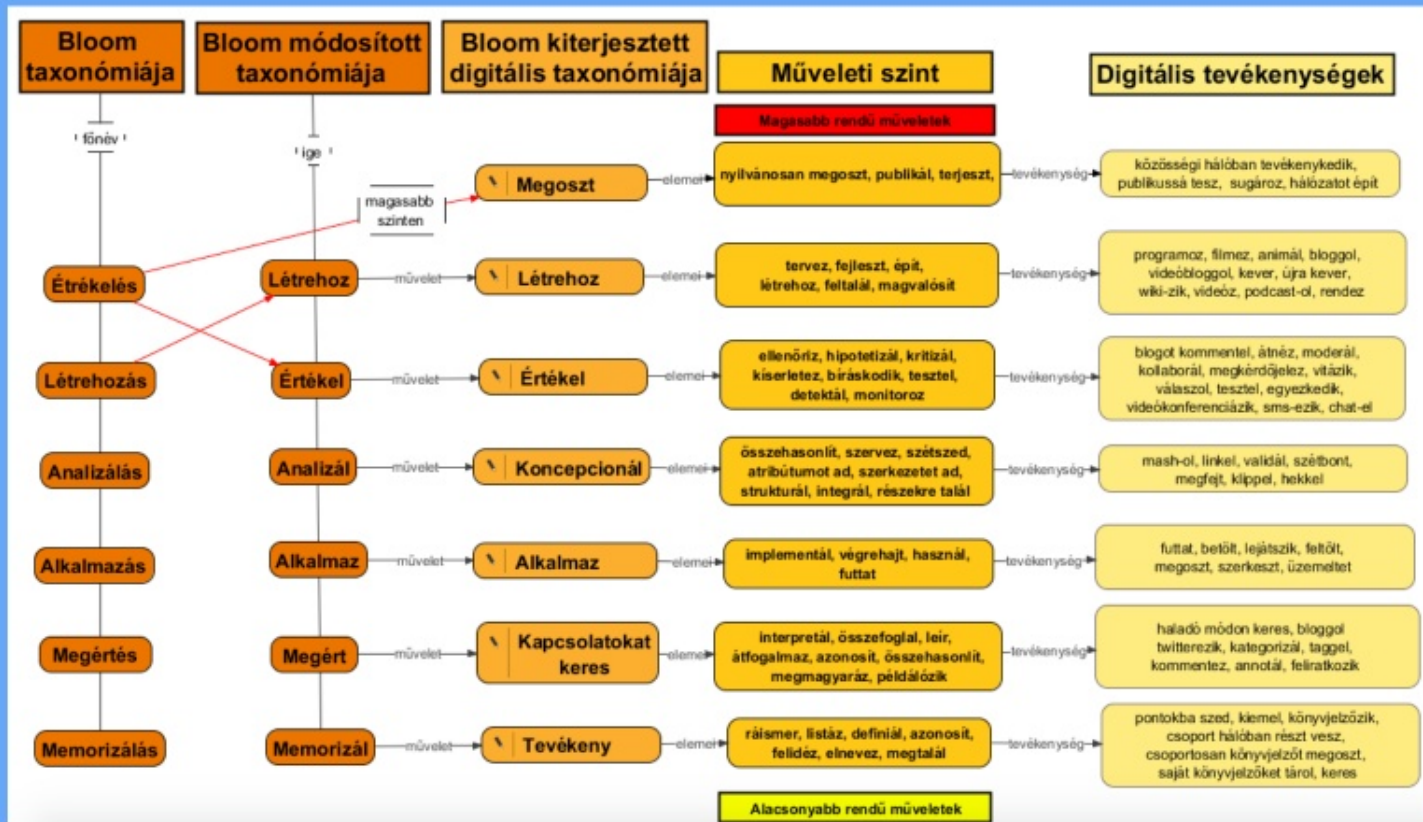 Bloom
taxonómiája
Bloom módosított
taxonómiája
Bloom kiterjesztett
digitális taxonómiája
Műveleti szint
Digitális tevékenységek
Magasabb rendű műveletek
főnév
ige
magasabb
szinten
Megoszt
elemei
nyilvánosan megoszt, publikál, terjeszt,
tevékenység
közösségi hálóban tevékenykedik,
publikussá tesz, sugároz, hálózatot épít
Étrékelés
Létrehoz
művelet
Létrehoz
elemei
tervez, fejleszt, épít,
létrehoz, feltalál, magvalósít
tevékenység
programoz, filmez, animál, bloggol,
videóbloggol, kever, újra kever,
wiki-zik, videóz, podcast-ol, rendez
Létrehozás
Értékel
művelet
Értékel
elemei
ellenőriz, hipotetizál, kritizál,
kíserletez, bíráskodik, tesztel,
detektál, monitoroz
tevékenység
blogot kommentel, átnéz, moderál,
kollaborál, megkérdőjelez, vitázik,
válaszol, tesztel, egyezkedik,
videókonferenciázik, sms-ezik, chat-el
Analizálás
Analizál
művelet
Koncepcionál
elemei
összehasonlít, szervez, szétszed,
atribútumot ad, szerkezetet ad,
strukturál, integrál, részekre talál
tevékenység
mash-ol, linkel, validál, szétbont,
megfejt, klippel, hekkel
Alkalmazás
Alkalmaz
művelet
Alkalmaz
elemei
implementál, végrehajt, használ,
futtat
tevékenység
futtat, betölt, lejátszik, feltölt,
megoszt, szerkeszt, üzemeltet
Megértés
Megért
művelet
Kapcsolatokat
keres
elemei
interpretál, összefoglal, leír,
átfogalmaz, azonosít, összehasonlít,
megmagyaráz, példálózik
tevékenység
haladó módon keres, bloggol
twitterezik, kategorizál, taggel,
kommentez, annotál, feliratkozik
Memorizálás
Memorizál
művelet
Tevékeny
elemei
ráismer, listáz, definiál, azonosít,
felidéz, elnevez, megtalál
tevékenység
pontokba szed, kiemel, könyvjelzőzik,
csoport hálóban részt vesz,
csoportosan könyvjelzőt megoszt,
saját könyvjelzőket tárol, keres
Alacsonyabb rendű műveletek